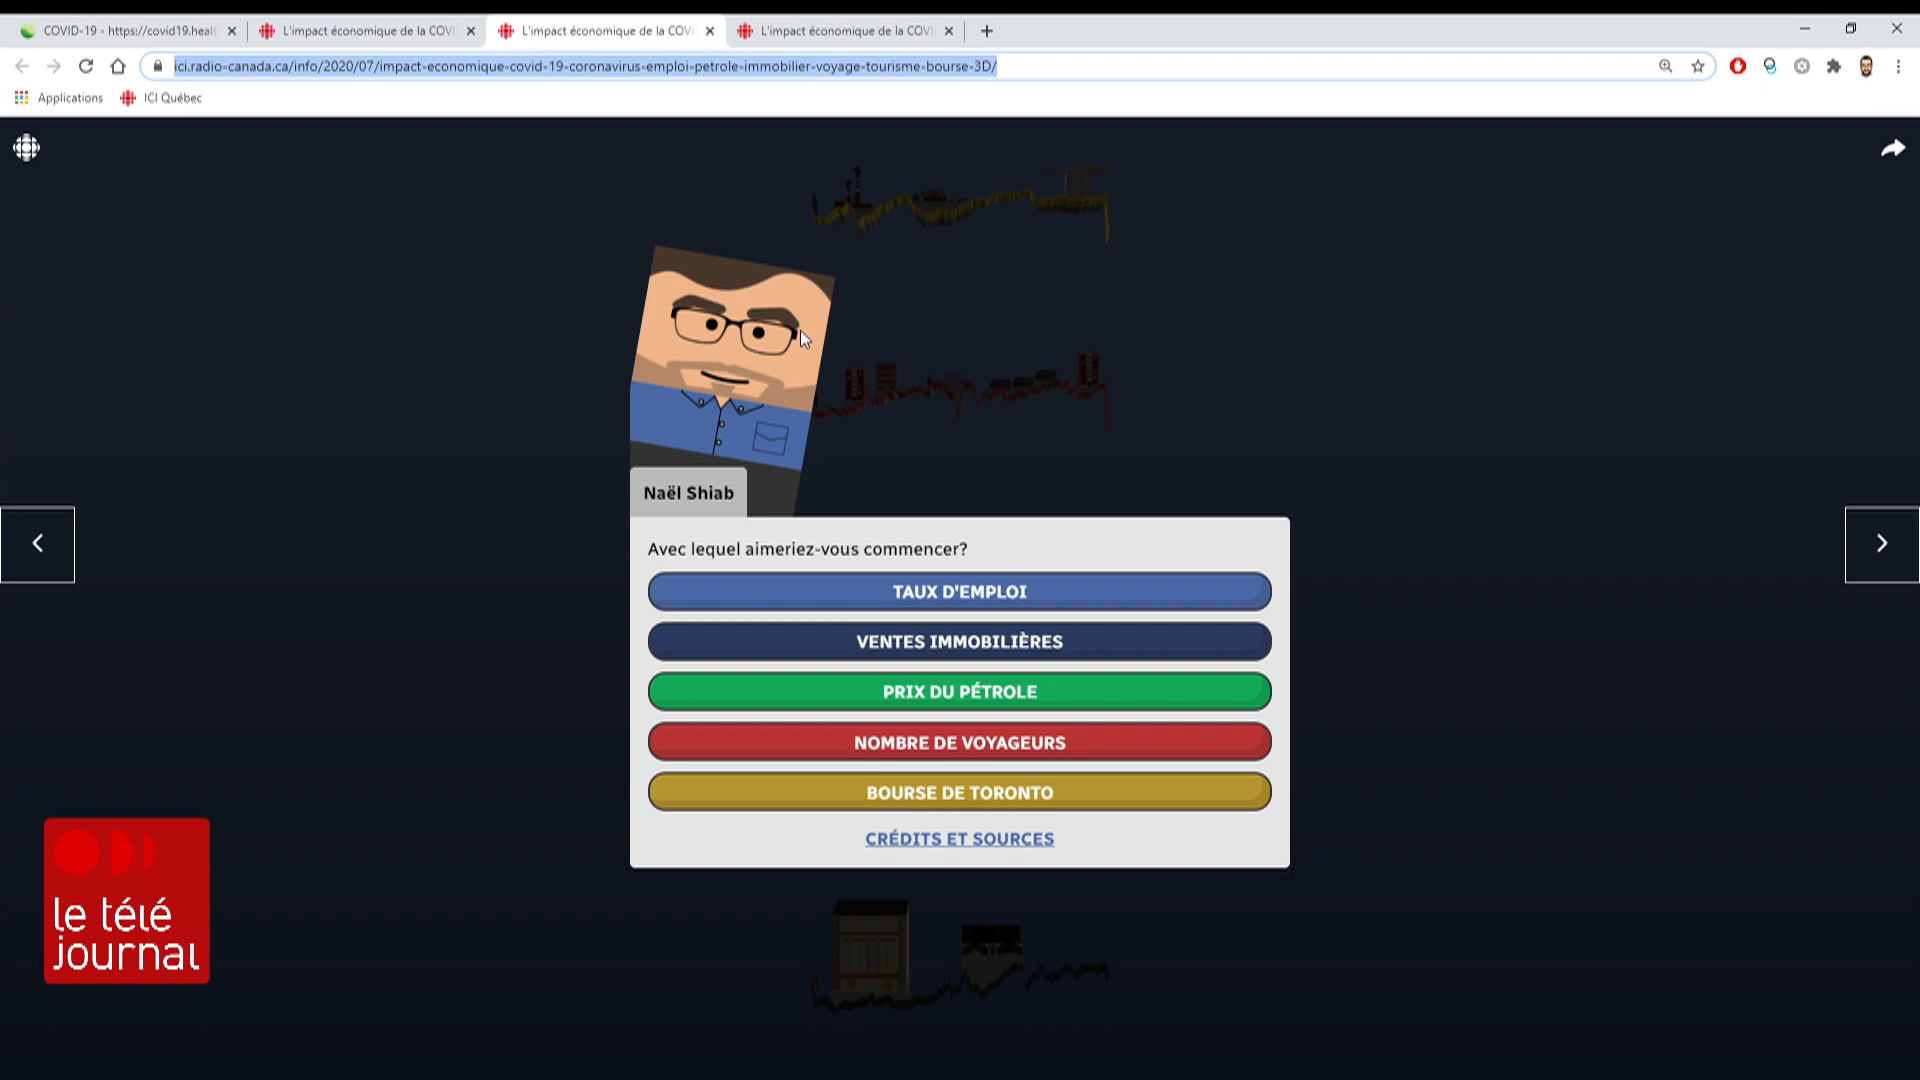 COVID-19 - https://covid19.healt
L'impact économique de la COVI
L'impact économique de la COVI
L'impact économique de la COVI
ici.radio-canada.ca/info/2020/07/impact-economique-covid-19-coronavirus-emploi-petrole-immobilier-voyage-tourisme-bourse-3D/
Applications
ICI Québec
Naël Shiab
Avec lequel aimeriez-vous commencer?
TAUX D'EMPLOI
VENTES IMMOBILIÈRES
PRIX DU PÉTROLE
NOMBRE DE VOYAGEURS
BOURSE DE TORONTO
CRÉDITS ET SOURCES
le télé
journal